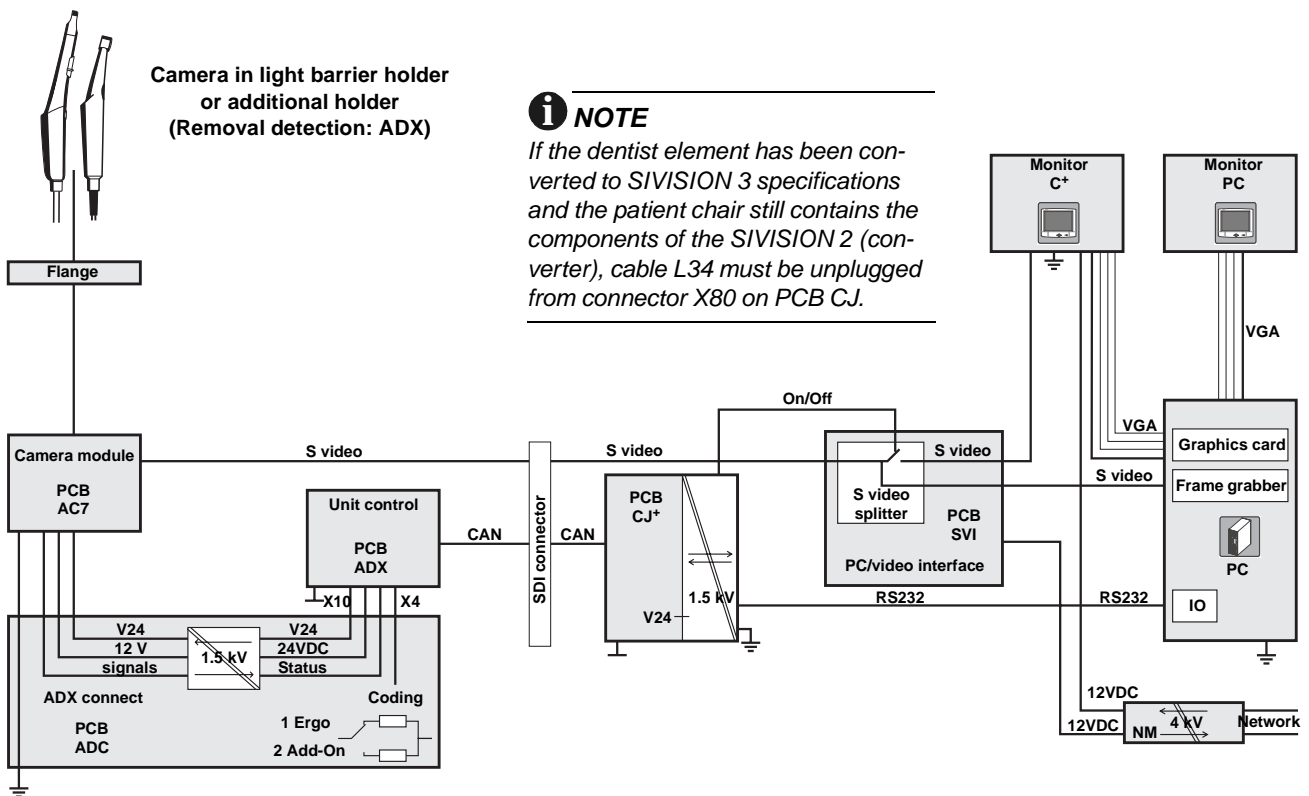 Camera in light barrier holder
or additional holder
(Removal detection: ADX)
i NOTE
If the dentist element has been con-
verted to SIVISION 3 specifications
and the patient chair still contains the
components of the SIVISION 2 (con-
verter), cable L34 must be unplugged
from connector X80 on PCB CJ.
Monitor
C+
Monitor
PC
Flange
VGA
On/Off
Camera module
PCB
AC7
S video
S video
S video
VGA
Graphics card
S video
Frame grabber
Unit control
PCB
ADX
CAN
SDI connector
CAN
PCB
CJ+
1.5 kV
V24
S video
splitter
PCB
SVI
PC/video interface
PC
RS232
RS232
IO
X10
X4
V24
12 V
signals
1.5 kV
V24
24VDC
Status
ADX connect
PCB
ADC
Coding
1 Ergo
2 Add-On
12VDC
12VDC
NM
4 kV
Network